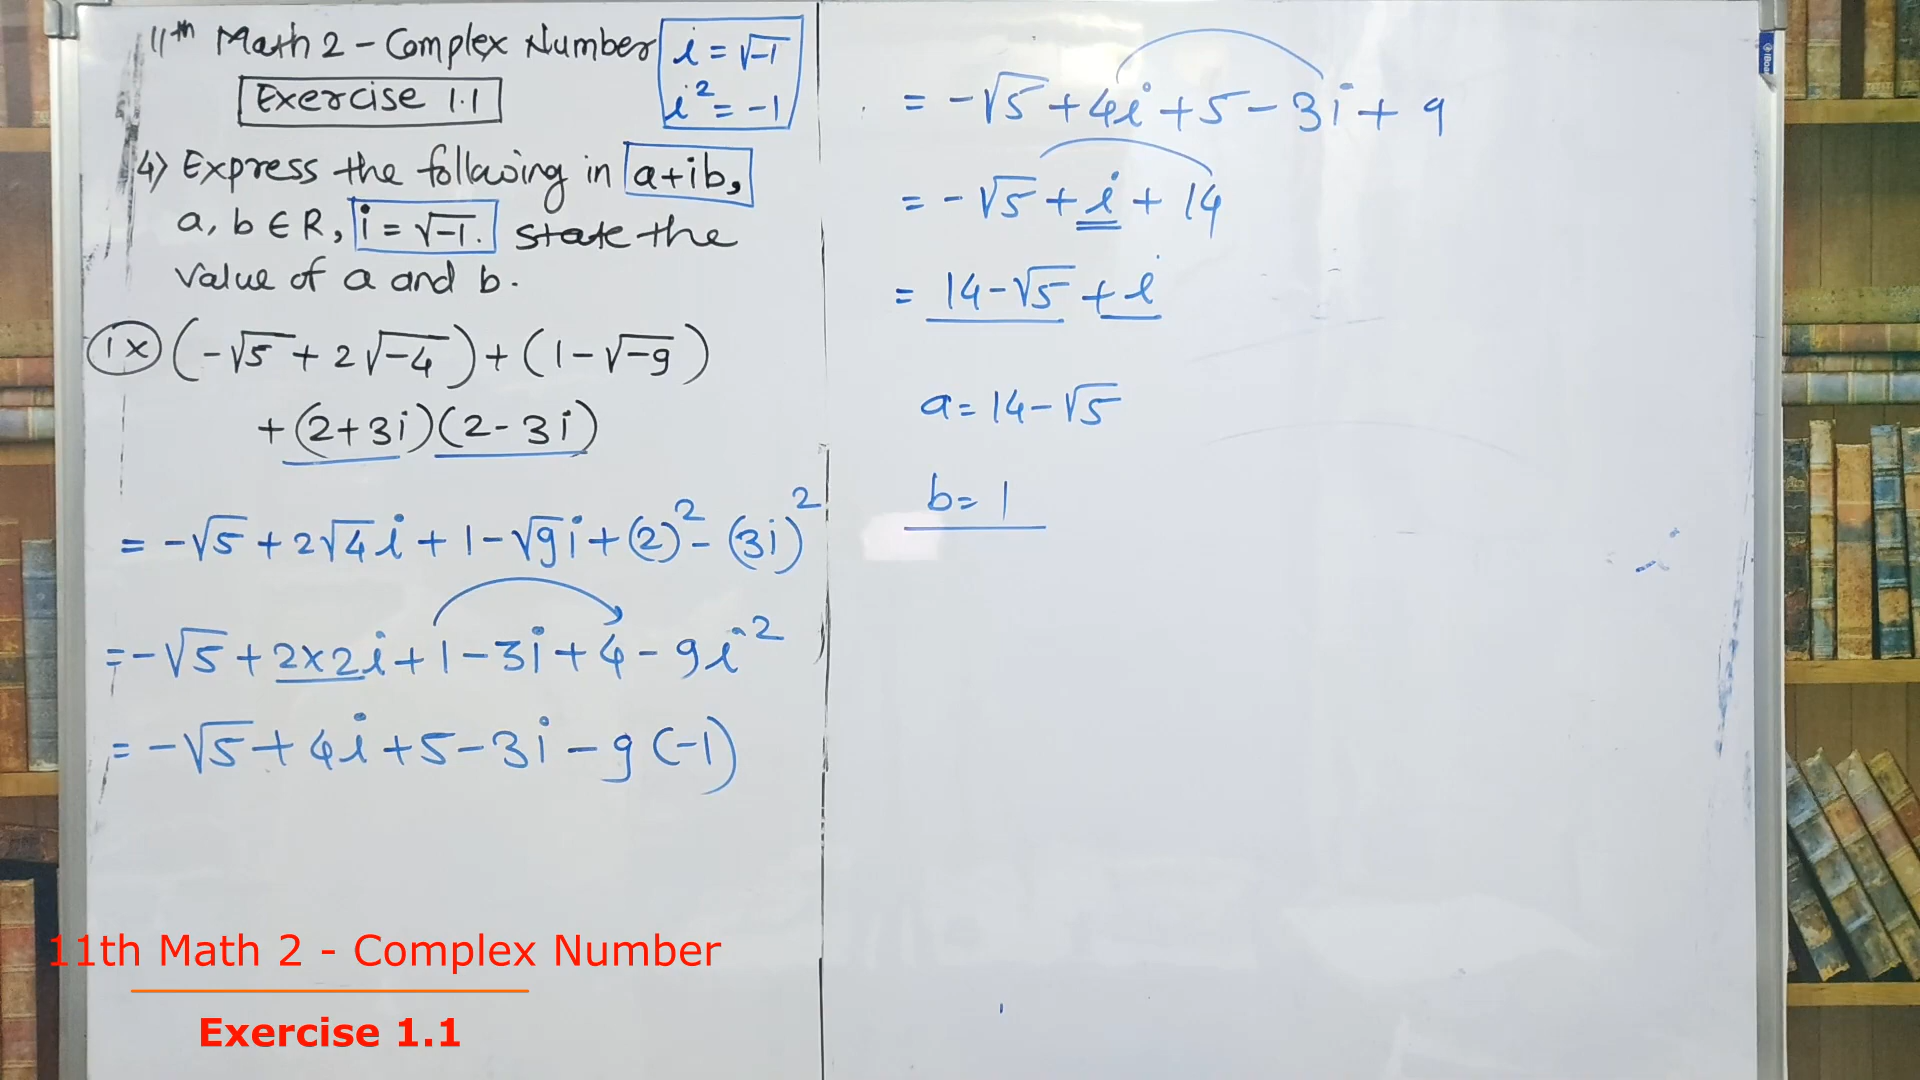 11th Math 2 - Complex Number
Exercise 1.1
i = √-1
i² = -1
4) Express the following in a+ib,
a, b ∈ R, i = √-1. state the
value of a and b.
ix (-√5 + 2√-4) + (1-√-9)
+ (2+3i)(2-3i)
= -√5 + 2√4 i + 1 - √9 i + (2)² - (3i)²
= -√5 + 2×2i + 1 - 3i + 4 - 9i²
= -√5 + 4i + 5 - 3i - 9(-1)
= -√5 + 4i + 5 - 3i + 9
= -√5 + i + 14
= 14-√5 + i
a = 14-√5
b = 1
11th Math 2 - Complex Number
Exercise 1.1